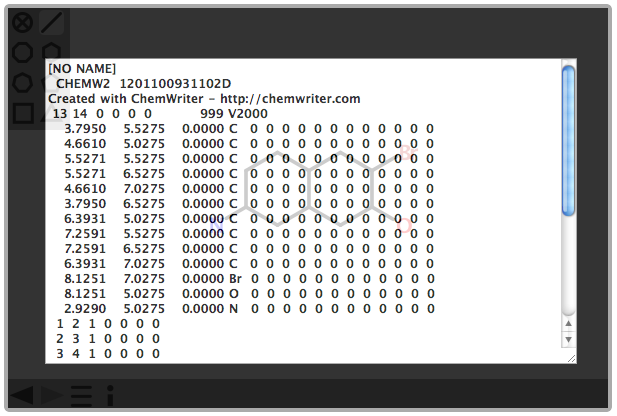 [NO NAME]
CHEMW2 1201100931102D
Created with ChemWriter - http://chemwriter.com
13 14 0 0 0 0 999 V2000
3.7950 5.5275 0.0000 C 0 0 0 0 0 0 0 0 0 0 0 0
4.6610 5.0275 0.0000 C 0 0 0 0 0 0 0 0 0 0 0 0
5.5271 5.5275 0.0000 C 0 0 0 0 0 0 0 0 0 0 0 0
5.5271 6.5275 0.0000 C 0 0 0 0 0 0 0 0 0 0 0 0
4.6610 7.0275 0.0000 C 0 0 0 0 0 0 0 0 0 0 0 0
3.7950 6.5275 0.0000 C 0 0 0 0 0 0 0 0 0 0 0 0
6.3931 5.0275 0.0000 C 0 0 0 0 0 0 0 0 0 0 0 0
7.2591 5.5275 0.0000 C 0 0 0 0 0 0 0 0 0 0 0 0
7.2591 6.5275 0.0000 C 0 0 0 0 0 0 0 0 0 0 0 0
6.3931 7.0275 0.0000 C 0 0 0 0 0 0 0 0 0 0 0 0
8.1251 7.0275 0.0000 Br 0 0 0 0 0 0 0 0 0 0 0 0
8.1251 5.0275 0.0000 O 0 0 0 0 0 0 0 0 0 0 0 0
2.9290 5.0275 0.0000 N 0 0 0 0 0 0 0 0 0 0 0 0
1 2 1 0 0 0 0
2 3 1 0 0 0 0
3 4 1 0 0 0 0
Br
N
O